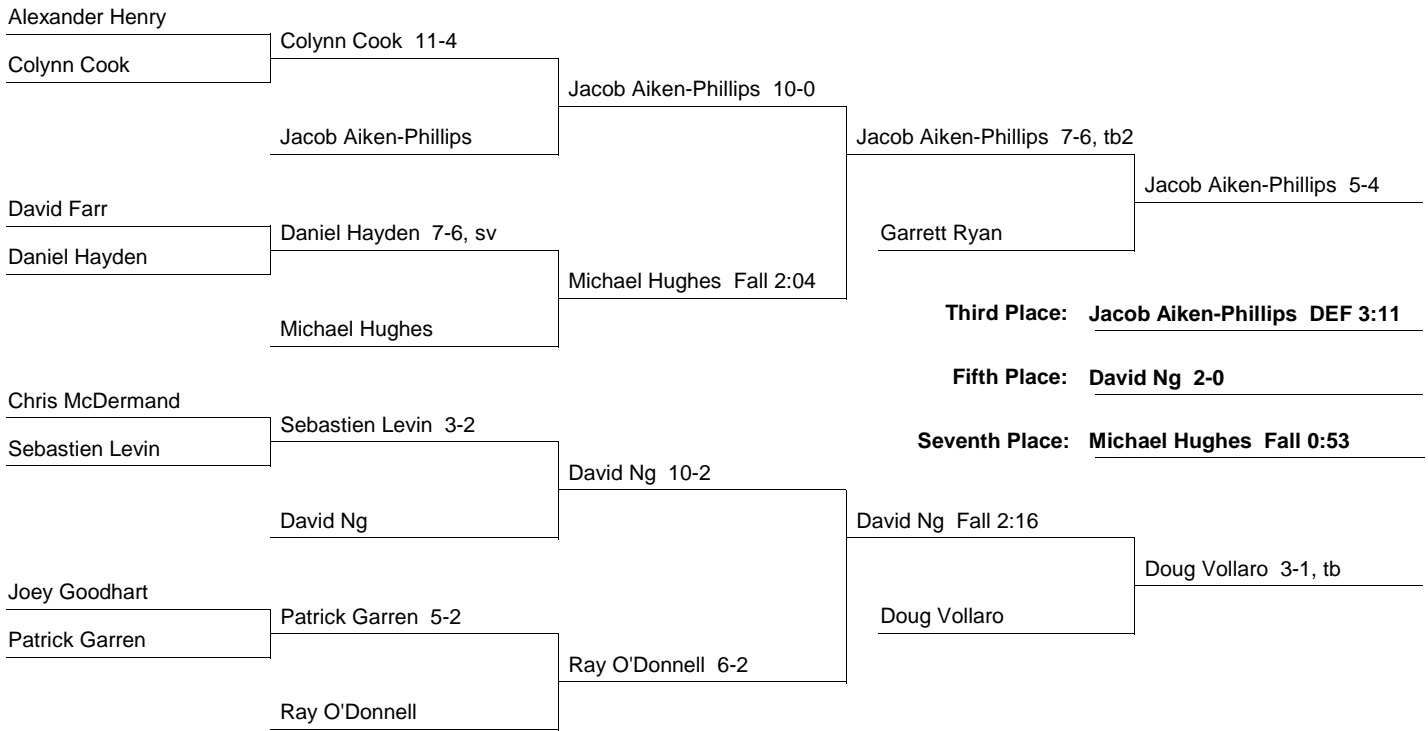 Alexander Henry
Colynn Cook 11-4
Colynn Cook
Jacob Aiken-Phillips 10-0
Jacob Aiken-Phillips
Jacob Aiken-Phillips 7-6, tb2
Jacob Aiken-Phillips 5-4
David Farr
Daniel Hayden 7-6, sv
Garrett Ryan
Daniel Hayden
Michael Hughes Fall 2:04
Third Place: Jacob Aiken-Phillips DEF 3:11
Michael Hughes
Fifth Place: David Ng 2-0
Chris McDermand
Sebastien Levin 3-2
Seventh Place: Michael Hughes Fall 0:53
Sebastien Levin
David Ng 10-2
David Ng
David Ng Fall 2:16
Doug Vollaro 3-1, tb
Joey Goodhart
Patrick Garren 5-2
Doug Vollaro
Patrick Garren
Ray O'Donnell 6-2
Ray O'Donnell